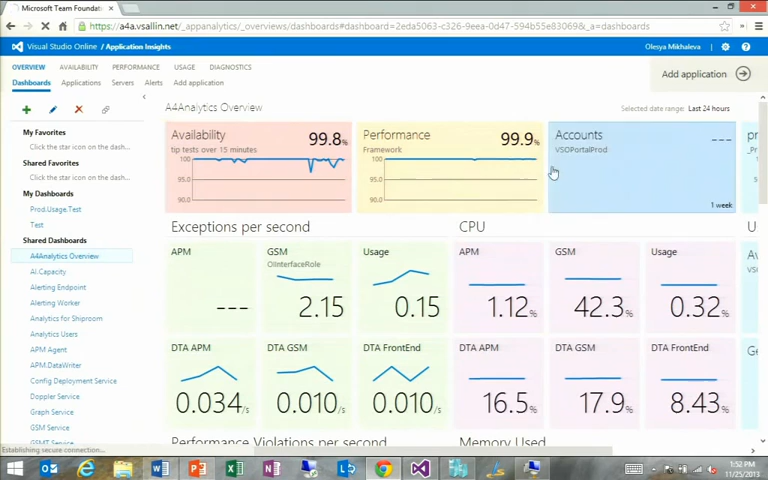 Microsoft Team Foundat
https://a4a.vsallin.net/_appanalytics/_overviews/dashboards#dashboard=2eda5063-c326-9eea-0d47-594b55e83069&_a=dashboards
Visual Studio Online / Application Insights
Olesya Mikhaleva
OVERVIEW AVAILABILITY PERFORMANCE USAGE DIAGNOSTICS
Dashboards Applications Servers Alerts Add application
Add application
A4Analytics Overview
Selected date range: Last 24 hours
My Favorites
Click the star icon on the dash...
Shared Favorites
Click the star icon on the dash...
My Dashboards
Prod.Usage.Test
Test
Shared Dashboards
A4Analytics Overview
AI.Capacity
Alerting Endpoint
Alerting Worker
Analytics for Shiproom
Analytics Users
APM Agent
APM.DataWriter
Config Deployment Service
Doppler Service
Graph Service
GSM Service
GSMT Service
Availability 99.8%
tip tests over 15 minutes
100
95.0
90.0
Performance 99.9%
Framework
100
95.0
90.0
Accounts ---
VSOPortalProd
1 week
Exceptions per second
APM
---
GSM
OIInterfaceRole
2.15
Usage
0.15
DTA APM
0.034/s
DTA GSM
0.010/s
DTA FrontEnd
0.010/s
CPU
APM
1.12%
GSM
42.3%
Usage
0.32%
DTA APM
16.5%
DTA GSM
17.9%
DTA FrontEnd
8.43%
Performance Violations per second
Memory Used
Establishing secure connection...
1:52 PM
11/25/2013